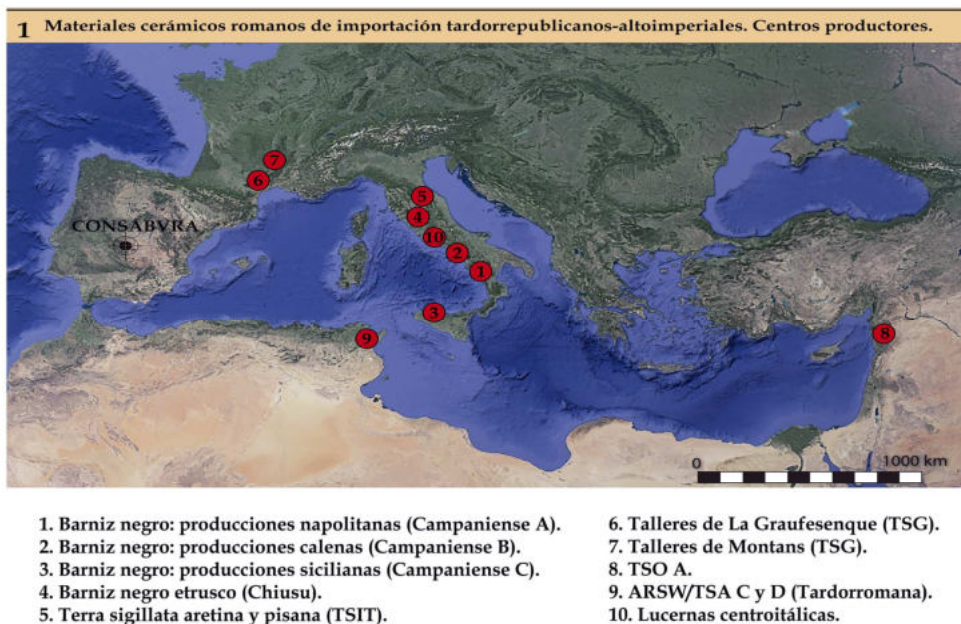 1 Materiales cerámicos romanos de importación tardorrepublicanos-altoimperiales. Centros productores.
7
6
5
CONSABVRA
4
10
2
1
3
9
8
0 1000 km
1. Barniz negro: producciones napolitanas (Campaniense A).
2. Barniz negro: producciones calenas (Campaniense B).
3. Barniz negro: producciones sicilianas (Campaniense C).
4. Barniz negro etrusco (Chiusu).
5. Terra sigillata aretina y pisana (TSIT).
6. Talleres de La Graufesenque (TSG).
7. Talleres de Montans (TSG).
8. TSO A.
9. ARSW/TSA C y D (Tardorromana).
10. Lucernas centroitálicas.